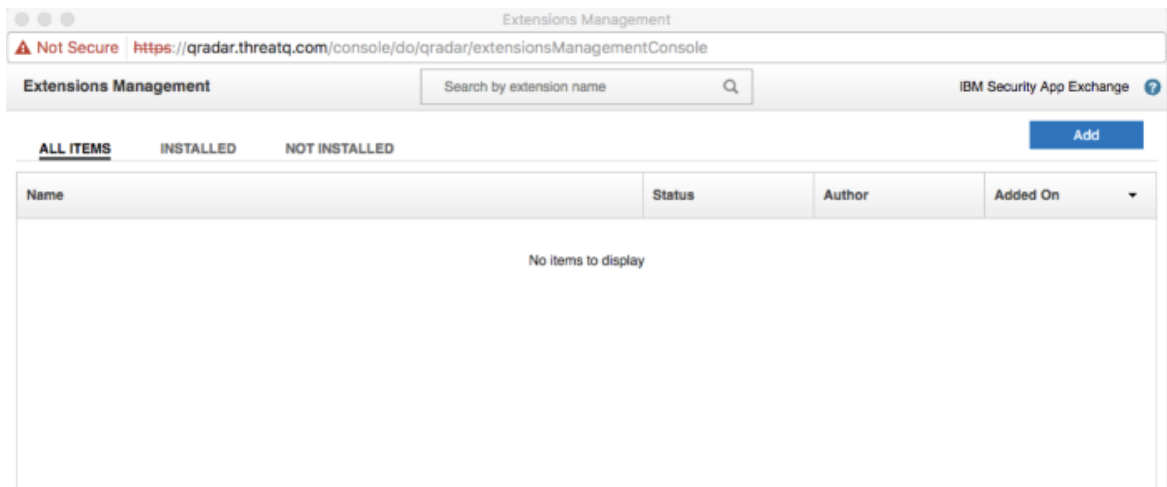 Extensions Management
Not Secure https://qradar.threatq.com/console/do/qradar/extensionsManagementConsole
Extensions Management Search by extension name IBM Security App Exchange ?
Add
ALL ITEMS INSTALLED NOT INSTALLED
Name Status Author Added On
No items to display